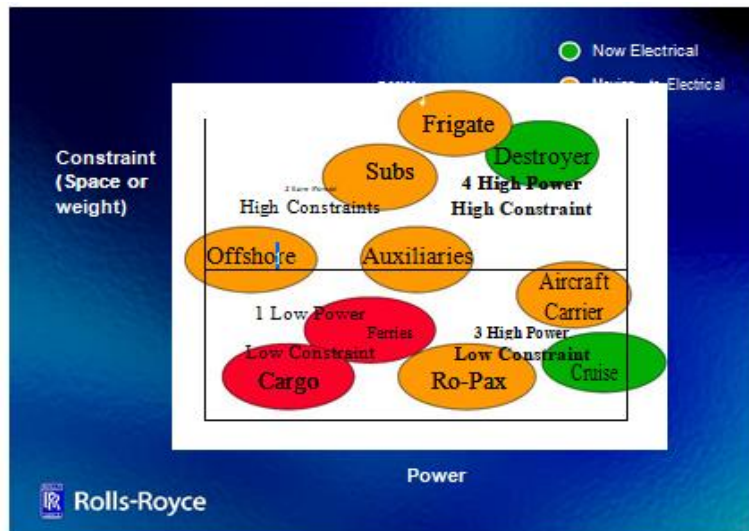 Now Electrical
to Electrical
Constraint
(Space or
weight)
Frigate
Destroyer
Subs
4 High Power
High Constraint
High Constraints
Offshore
Auxiliaries
Aircraft
Carrier
1 Low Power
Ferries
3 High Power
Low Constraint
Low Constraint
Cargo
Ro-Pax
Cruise
Power
Rolls-Royce